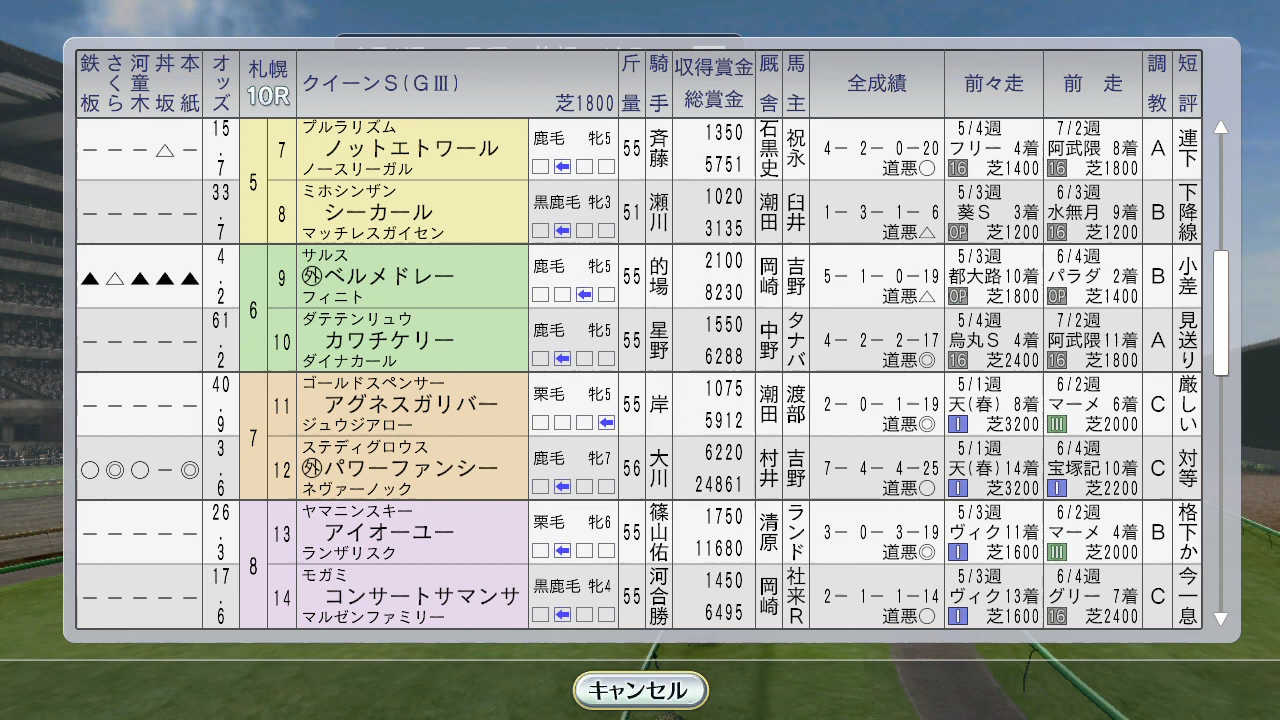 鉄板 さくら 河童木 丼坂 本紙 オッズ 札幌 10R クイーンS(GⅢ) 芝1800 斤量 騎手 収得賞金 総賞金 厩舎 馬主 全成績 前々走 前 走 調教 短評
― ― ― △ ― 15.7 5 7 プルラリズム 鹿毛 牝5 55 斉藤 1350 石黒史 祝永 4- 2- 0-20 5/4週 7/2週 A 連下
ノットエトワール フリー 4着 阿武隈 8着
ノースリーガル 5751 道悪○ 16 芝1400 16 芝1800
― ― ― ― ― 33.7 8 ミホシンザン 黒鹿毛 牝3 51 瀬川 1020 潮田 臼井 1- 3- 1- 6 5/3週 6/3週 B 下降線
シーカール 葵S 3着 水無月 9着
マッチレスガイセン 3135 道悪△ OP 芝1200 16 芝1200
▲ △ ▲ ▲ ▲ 4.2 6 9 サルス 鹿毛 牝5 55 的場 2100 岡崎 吉野 5- 1- 0-19 5/3週 6/4週 B 小差
外ベルメドレー 都大路10着 パラダ 2着
フィニト 8230 道悪△ OP 芝1800 OP 芝1400
― ― ― ― ― 61.2 10 ダテテンリュウ 鹿毛 牝5 55 星野 1550 中野 タナバ 4- 2- 2-17 5/4週 7/2週 A 見送り
カワチケリー 烏丸S 4着 阿武隈11着
ダイナカール 6288 道悪◎ 16 芝2400 16 芝1800
― ― ― ― ― 40.9 7 11 ゴールドスペンサー 栗毛 牝5 55 岸 1075 潮田 渡部 2- 0- 1-19 5/1週 6/2週 C 厳しい
アグネスガリバー 天(春) 8着 マーメ 6着
ジュウジアロー 5912 道悪◎ Ⅰ 芝3200 Ⅲ 芝2000
○ ◎ ○ ― ◎ 3.6 12 ステディグロウス 鹿毛 牝7 56 大川 6220 村井 吉野 7- 4- 4-25 5/1週 6/4週 C 対等
外パワーファンシー 天(春)14着 宝塚記10着
ネヴァーノック 24861 道悪○ Ⅰ 芝3200 Ⅰ 芝2200
― ― ― ― ― 26.3 8 13 ヤマニンスキー 栗毛 牝6 55 篠山佑 1750 清原 ランド 3- 0- 3-19 5/3週 6/2週 B 格下か
アイオーユー ヴィク11着 マーメ 4着
ランザリスク 11680 道悪◎ Ⅰ 芝1600 Ⅲ 芝2000
― ― ― ― ― 17.6 14 モガミ 黒鹿毛 牝4 55 河合勝 1450 岡崎 社来R 2- 1- 1-14 5/3週 6/4週 C 今一息
コンサートサマンサ ヴィク13着 グリー 7着
マルゼンファミリー 6495 道悪○ Ⅰ 芝1600 16 芝2400
キャンセル